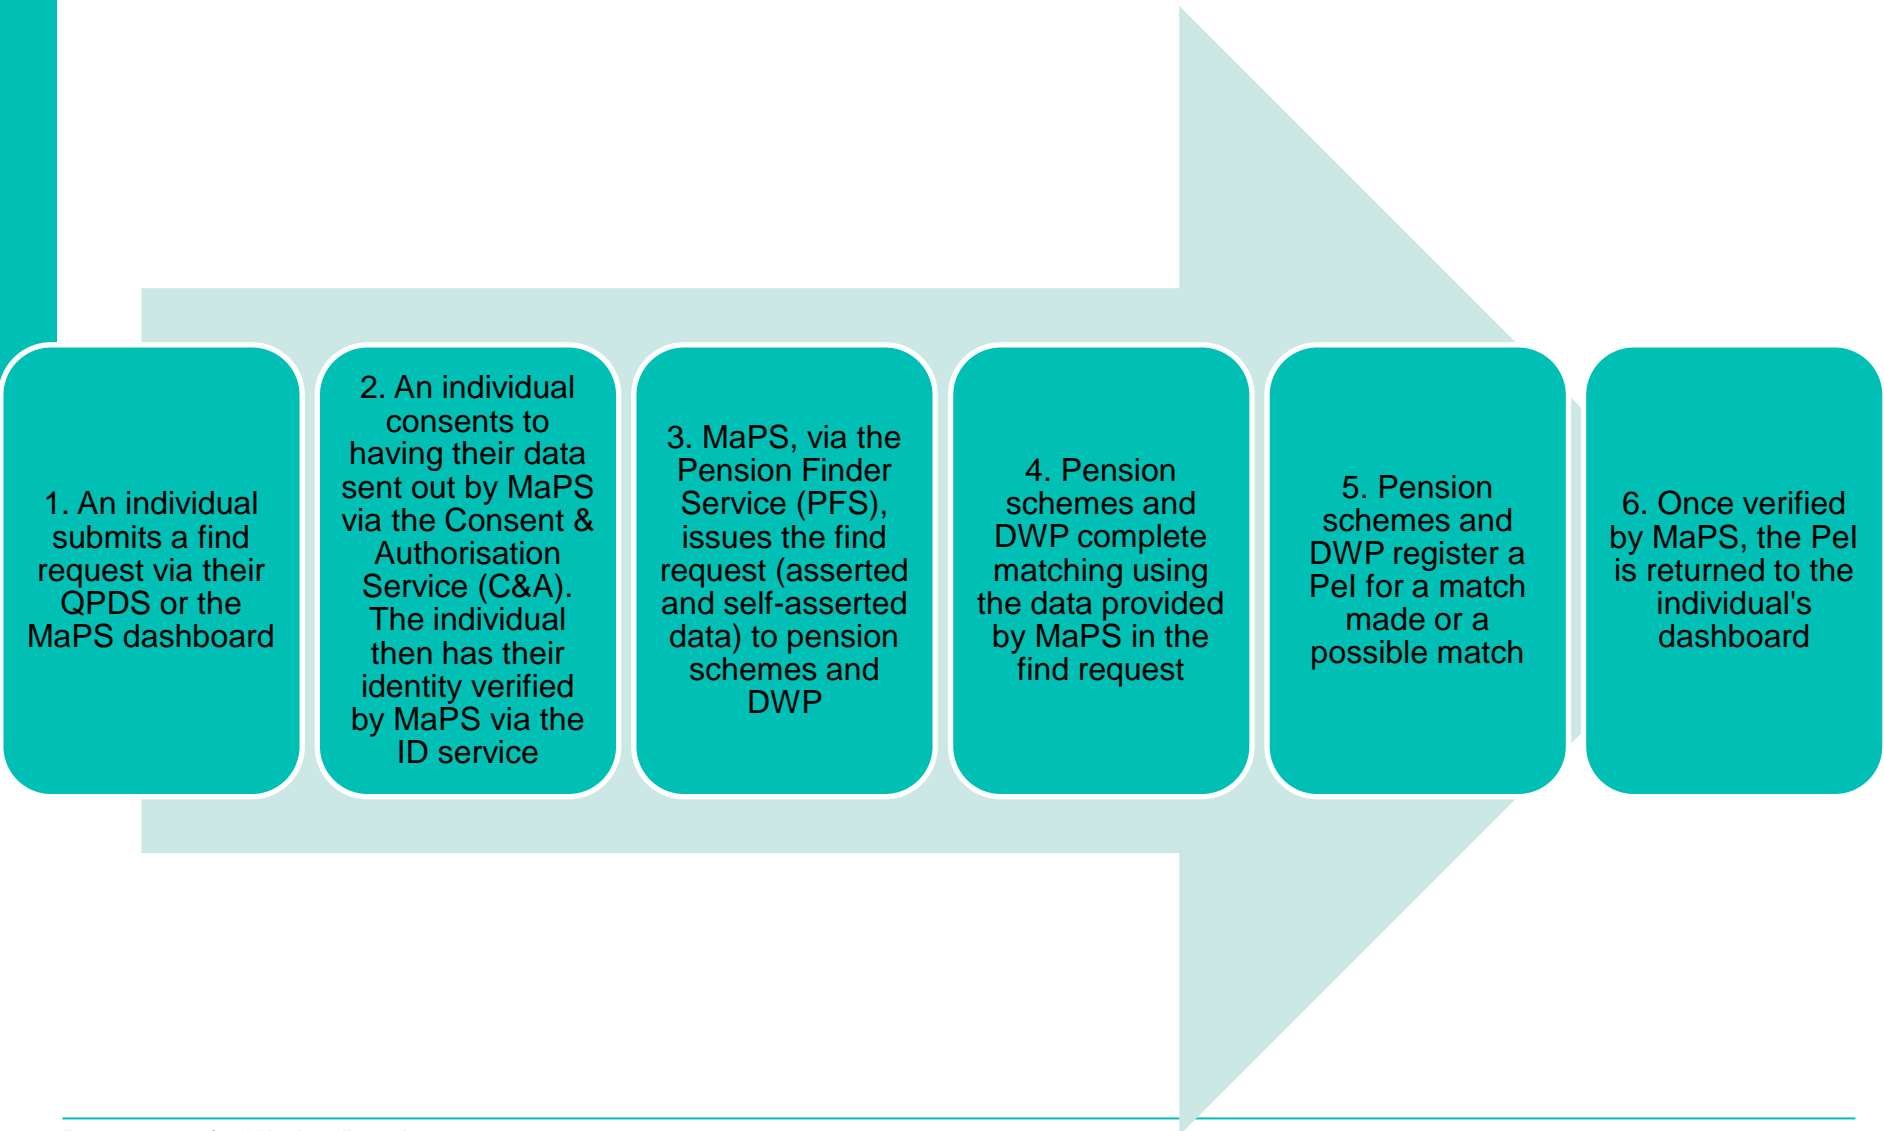 1. An individual
submits a find
request via their
QPDS or the
MaPS dashboard
2. An individual
consents to
having their data
sent out by MaPS
via the Consent &
Authorisation
Service (C&A).
The individual
then has their
identity verified
by MaPS via the
ID service
3. MaPS, via the
Pension Finder
Service (PFS),
issues the find
request (asserted
and self-asserted
data) to pension
schemes and
DWP
4. Pension
schemes and
DWP complete
matching using
the data provided
by MaPS in the
find request
5. Pension
schemes and
DWP register a
PeI for a match
made or a
possible match
6. Once verified
by MaPS, the PeI
is returned to the
individual's
dashboard